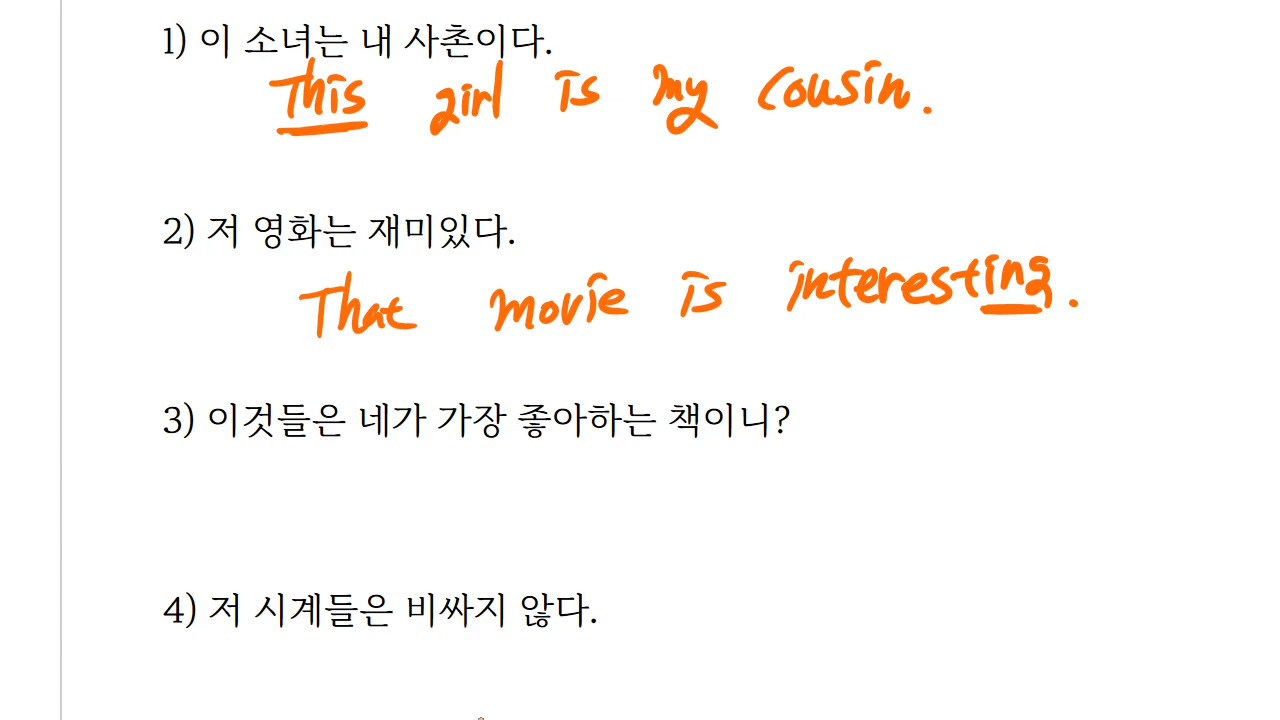 1) 이 소녀는 내 사촌이다.
This girl is my cousin.
2) 저 영화는 재미있다.
That movie is interesting.
3) 이것들은 네가 가장 좋아하는 책이니?
4) 저 시계들은 비싸지 않다.